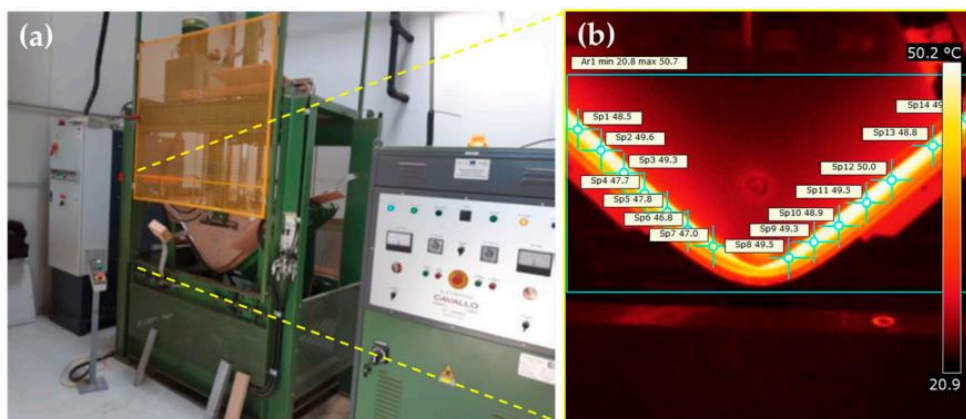 (a)
(b)
50.2 °C
Ar1 min 20.8 max 50.7
Sp1 48.5
Sp2 49.6
Sp3 49.3
Sp4 47.7
Sp5 47.8
Sp6 46.8
Sp7 47.0
Sp8 49.5
Sp9 49.3
Sp10 48.9
Sp11 49.5
Sp12 50.0
Sp13 48.8
Sp14 49
CAVALLO
20.9